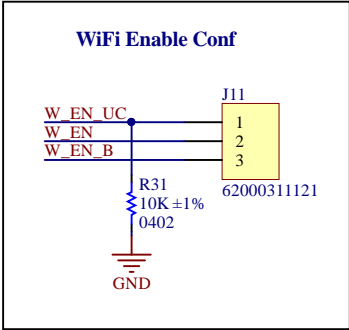 WiFi Enable Conf
J11
W_EN_UC
1
W_EN
2
W_EN_B
3
62000311121
R31
10K ±1%
0402
GND